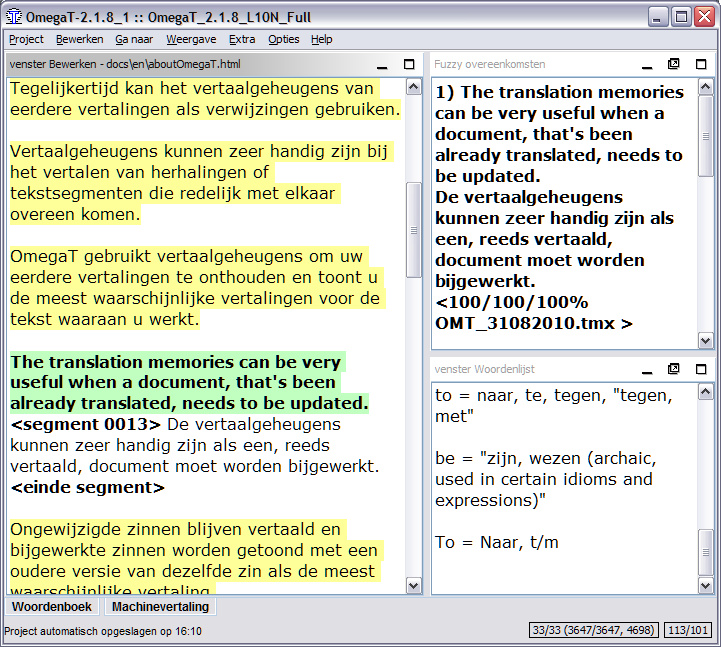 OmegaT-2.1.8_1 :: OmegaT_2.1.8_L10N_Full
Project Bewerken Ga naar Weergave Extra Opties Help
venster Bewerken - docs\en\aboutOmegaT.html
Tegelijkertijd kan het vertaalgeheugens van
eerdere vertalingen als verwijzingen gebruiken.
Vertaalgeheugens kunnen zeer handig zijn bij
het vertalen van herhalingen of
tekstsegmenten die redelijk met elkaar
overeen komen.
OmegaT gebruikt vertaalgeheugens om uw
eerdere vertalingen te onthouden en toont u
de meest waarschijnlijke vertalingen voor de
tekst waaraan u werkt.
The translation memories can be very
useful when a document, that's been
already translated, needs to be updated.
<segment 0013> De vertaalgeheugens
kunnen zeer handig zijn als een, reeds
vertaald, document moet worden bijgewerkt.
<einde segment>
Ongewijzigde zinnen blijven vertaald en
bijgewerkte zinnen worden getoond met een
oudere versie van dezelfde zin als de meest
waarschijnlijke vertaling.
Fuzzy overeenkomsten
1) The translation memories
can be very useful when a
document, that's been
already translated, needs to
be updated.
De vertaalgeheugens
kunnen zeer handig zijn als
een, reeds vertaald,
document moet worden
bijgewerkt.
<100/100/100%
OMT_31082010.tmx >
venster Woordenlijst
to = naar, te, tegen, "tegen,
met"
be = "zijn, wezen (archaic,
used in certain idioms and
expressions)"
To = Naar, t/m
Woordenboek Machinevertaling
Project automatisch opgeslagen op 16:10
33/33 (3647/3647, 4698) 113/101